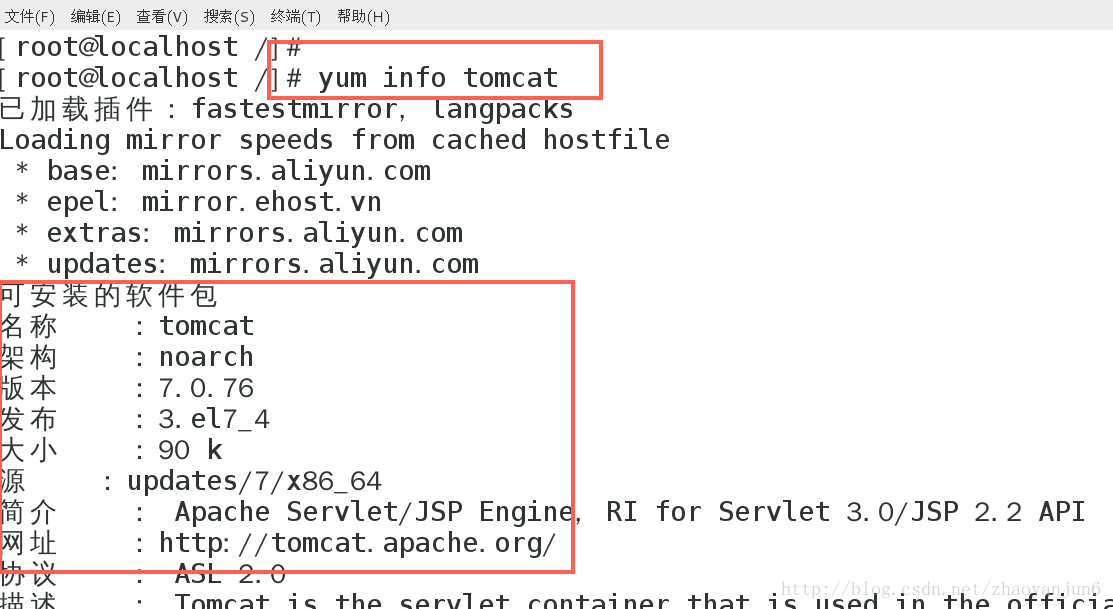 文件(F) 编辑(E) 查看(V) 搜索(S) 终端(T) 帮助(H)
[root@localhost /]#
[root@localhost /]# yum info tomcat
已加载插件：fastestmirror, langpacks
Loading mirror speeds from cached hostfile
* base: mirrors.aliyun.com
* epel: mirror.ehost.vn
* extras: mirrors.aliyun.com
* updates: mirrors.aliyun.com
可安装的软件包
名称 ：tomcat
架构 ：noarch
版本 ：7.0.76
发布 ：3.el7_4
大小 ：90 k
源 ：updates/7/x86_64
简介 ： Apache Servlet/JSP Engine, RI for Servlet 3.0/JSP 2.2 API
网址 ：http://tomcat.apache.org/
协议 ： ASL 2.0
描述 ： Tomcat is the servlet container that is used in the officia
http://blog.csdn.net/zhaoyanjun6